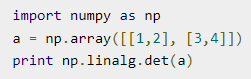 import numpy as np
a = np.array([[1,2], [3,4]])
print np.linalg.det(a)